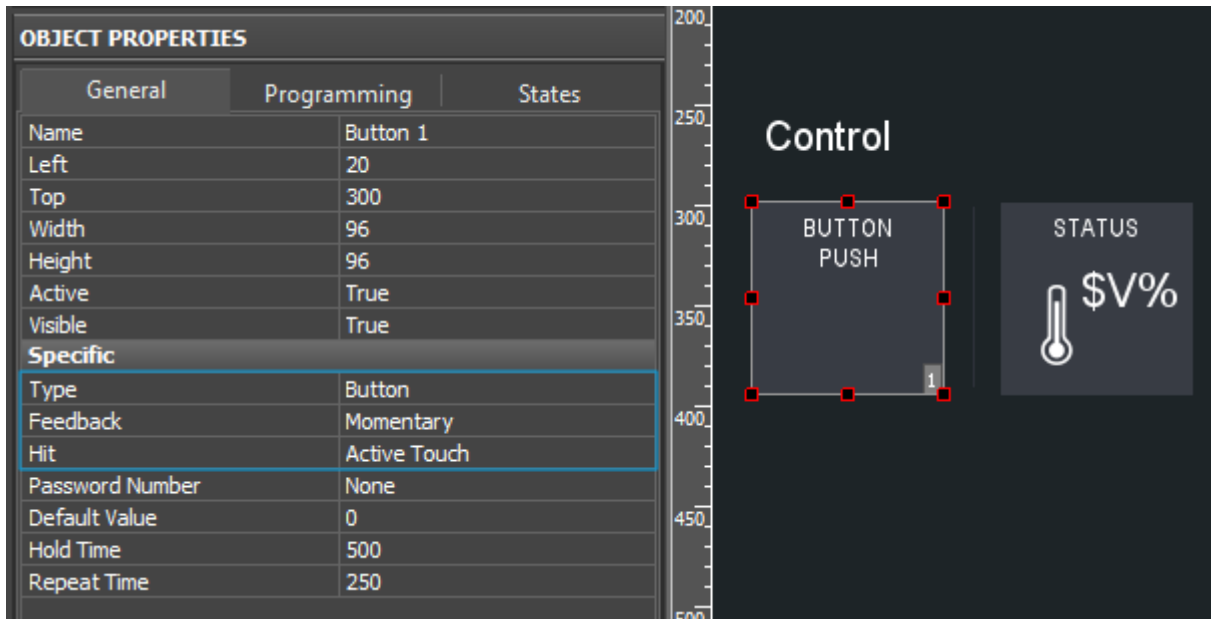 OBJECT PROPERTIES
General Programming States
Name Button 1
Left 20
Top 300
Width 96
Height 96
Active True
Visible True
Specific
Type Button
Feedback Momentary
Hit Active Touch
Password Number None
Default Value 0
Hold Time 500
Repeat Time 250
200
250
300
350
400
450
500
Control
BUTTON
PUSH
1
STATUS
$V%